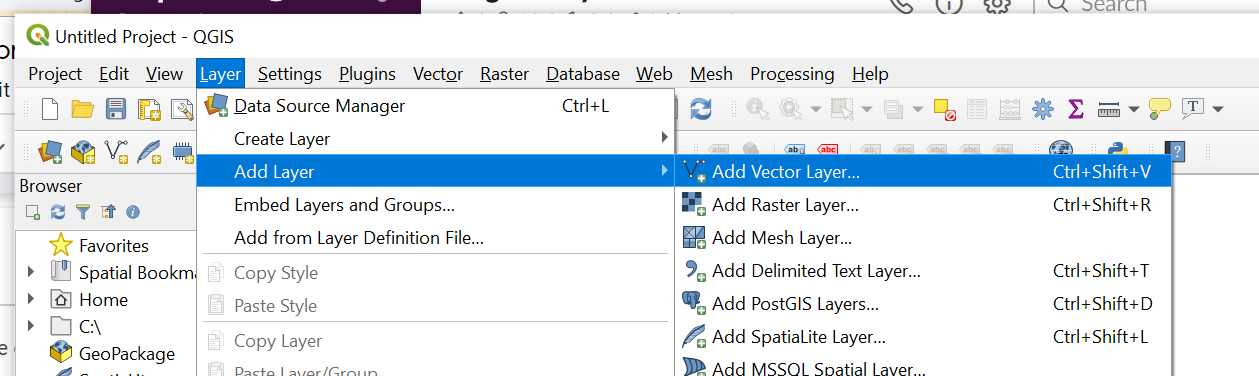 Search
Untitled Project - QGIS
Project Edit View Layer Settings Plugins Vector Raster Database Web Mesh Processing Help
Data Source Manager Ctrl+L
Create Layer
Add Layer
Embed Layers and Groups...
Add from Layer Definition File...
Copy Style
Paste Style
Copy Layer
Paste Layer/Group
Add Vector Layer... Ctrl+Shift+V
Add Raster Layer... Ctrl+Shift+R
Add Mesh Layer...
Add Delimited Text Layer... Ctrl+Shift+T
Add PostGIS Layers... Ctrl+Shift+D
Add SpatiaLite Layer... Ctrl+Shift+L
Add MSSQL Spatial Layer...
Browser
Favorites
Spatial Bookma
Home
C:\
GeoPackage